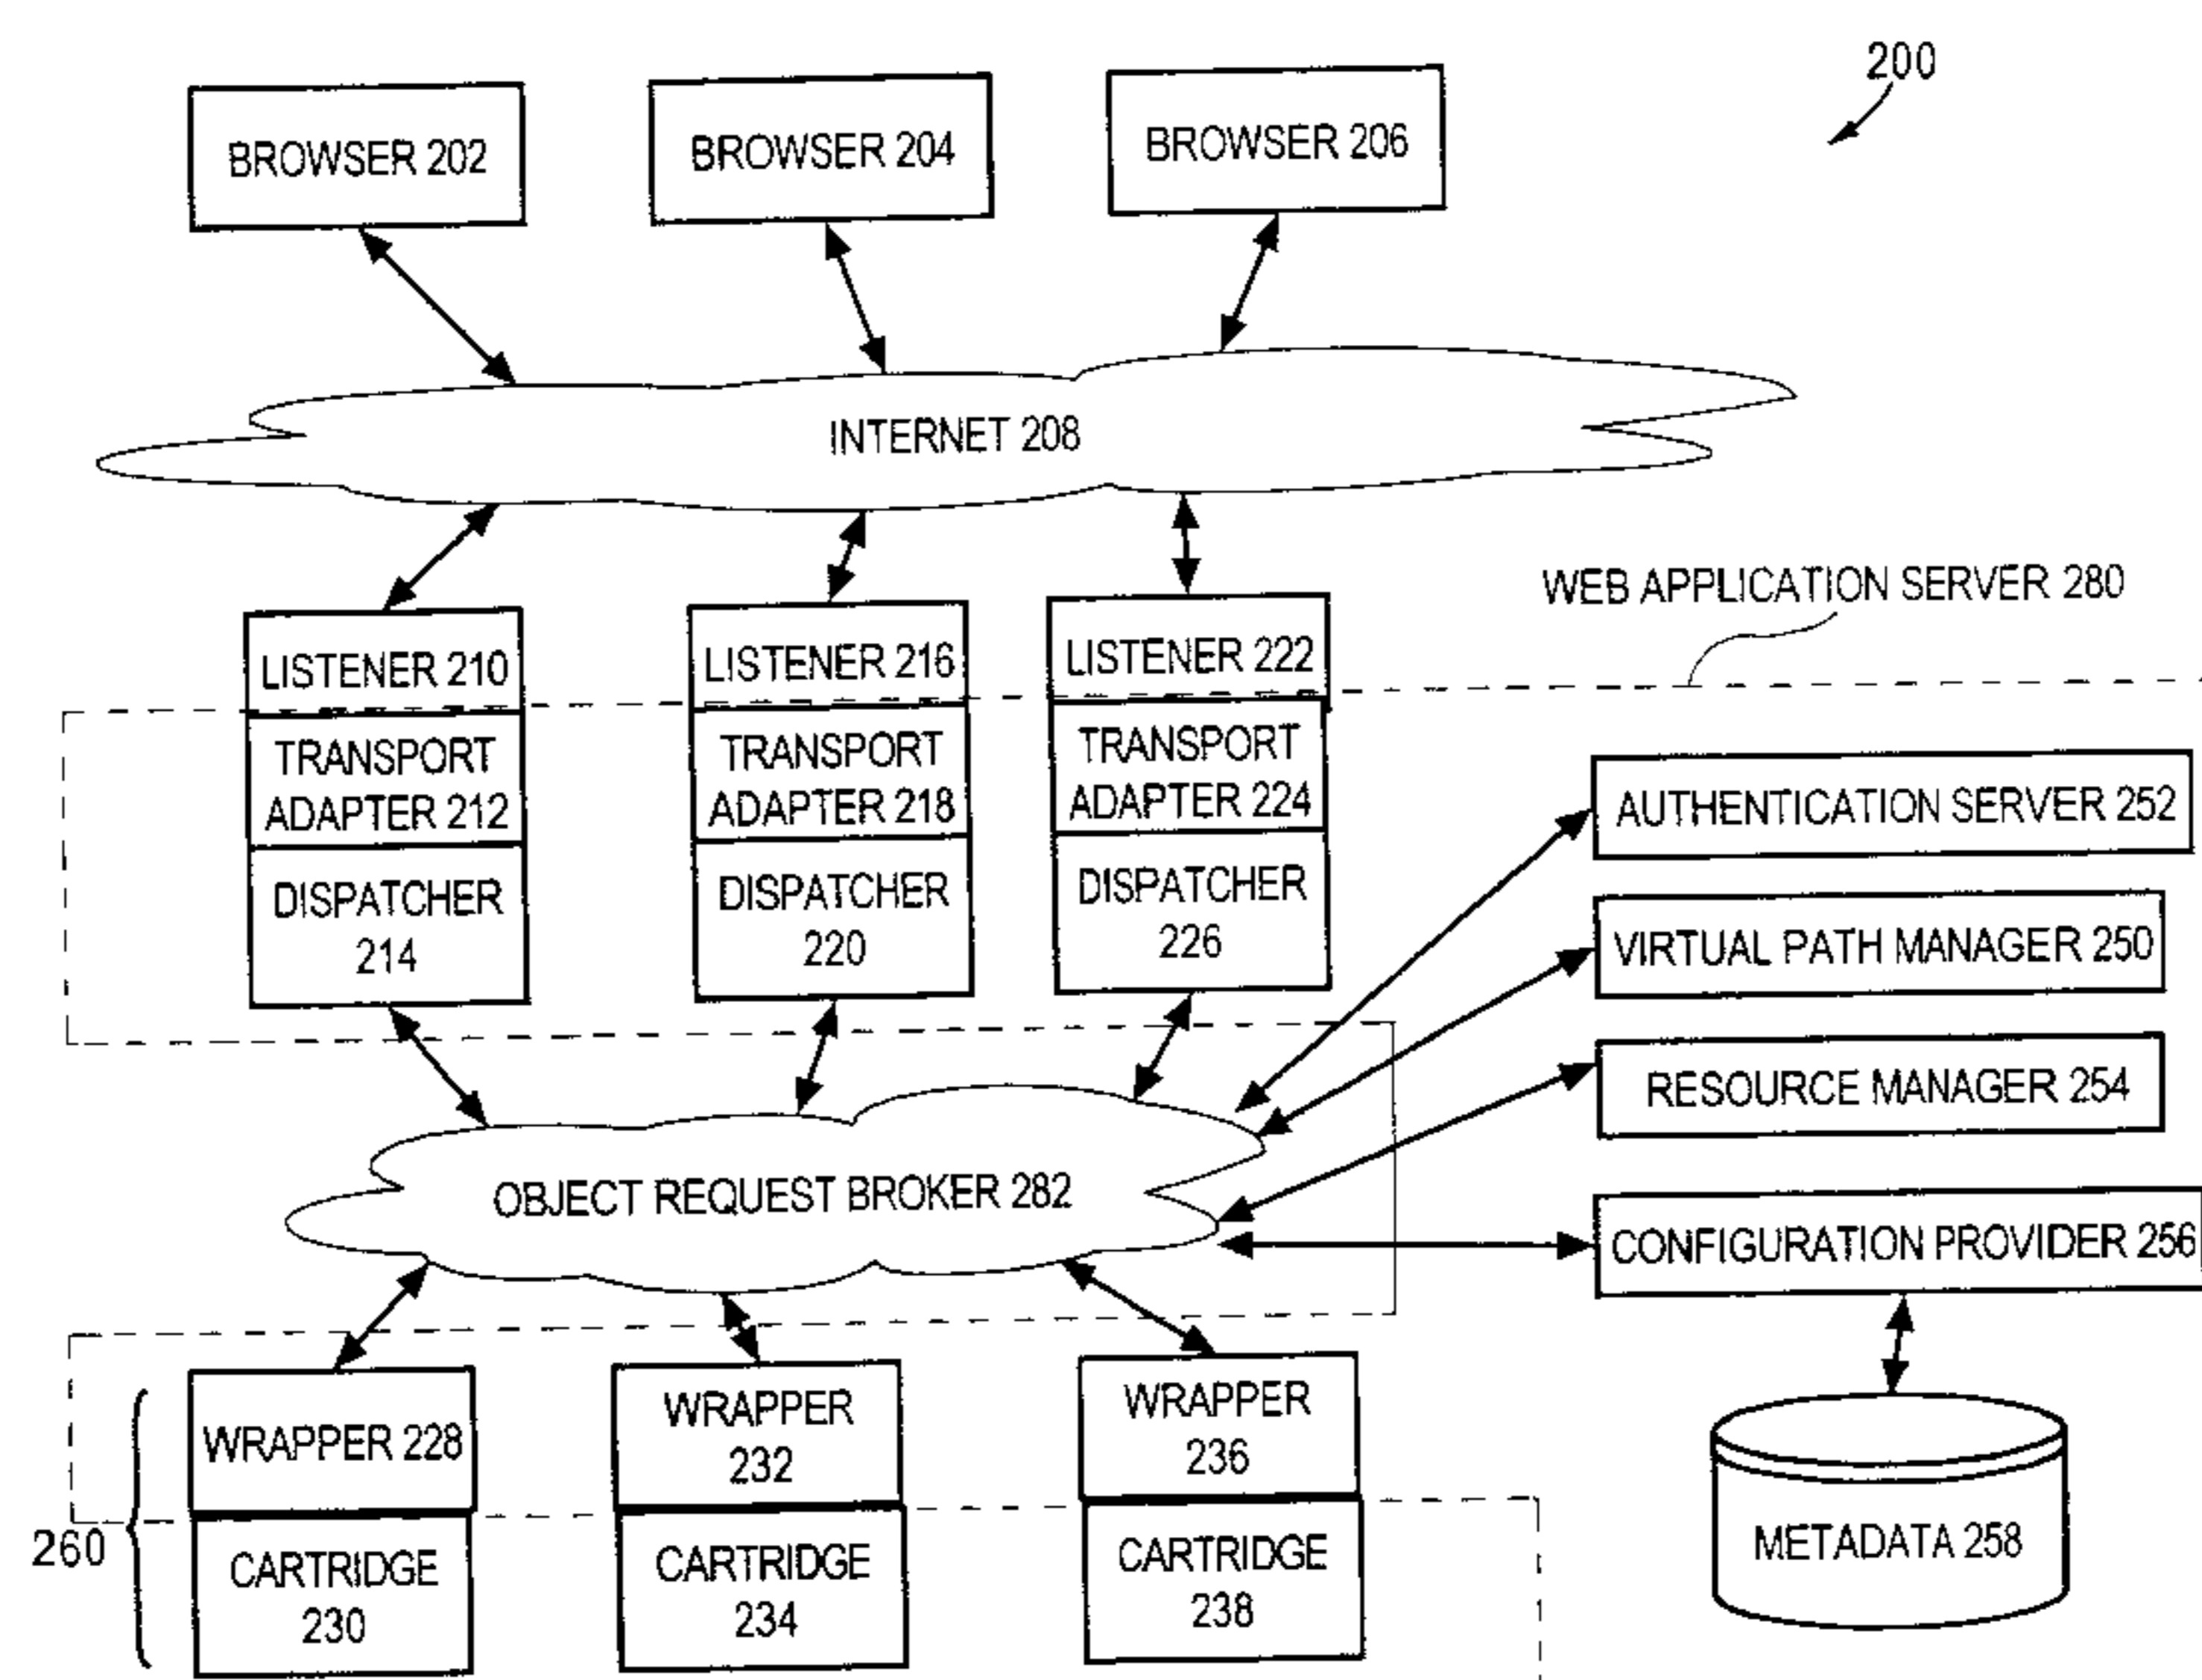 200
BROWSER 202
BROWSER 204
BROWSER 206
INTERNET 208
WEB APPLICATION SERVER 280
LISTENER 210
LISTENER 216
LISTENER 222
TRANSPORT
ADAPTER 212
TRANSPORT
ADAPTER 218
TRANSPORT
ADAPTER 224
DISPATCHER
214
DISPATCHER
220
DISPATCHER
226
AUTHENTICATION SERVER 252
VIRTUAL PATH MANAGER 250
RESOURCE MANAGER 254
OBJECT REQUEST BROKER 282
CONFIGURATION PROVIDER 256
WRAPPER 228
WRAPPER
232
WRAPPER
236
260
CARTRIDGE
230
CARTRIDGE
234
CARTRIDGE
238
METADATA 258